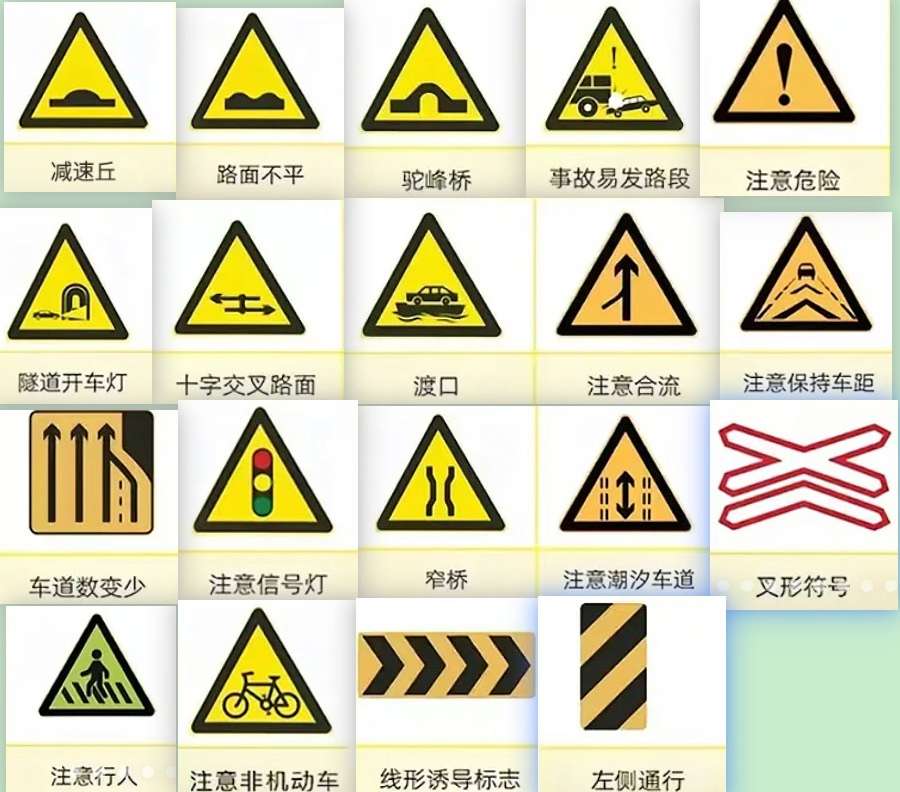 减速丘
路面不平
驼峰桥
事故易发路段
注意危险
隧道开车灯
十字交叉路面
渡口
注意合流
注意保持车距
车道数变少
注意信号灯
窄桥
注意潮汐车道
叉形符号
注意行人
注意非机动车
线形诱导标志
左侧通行